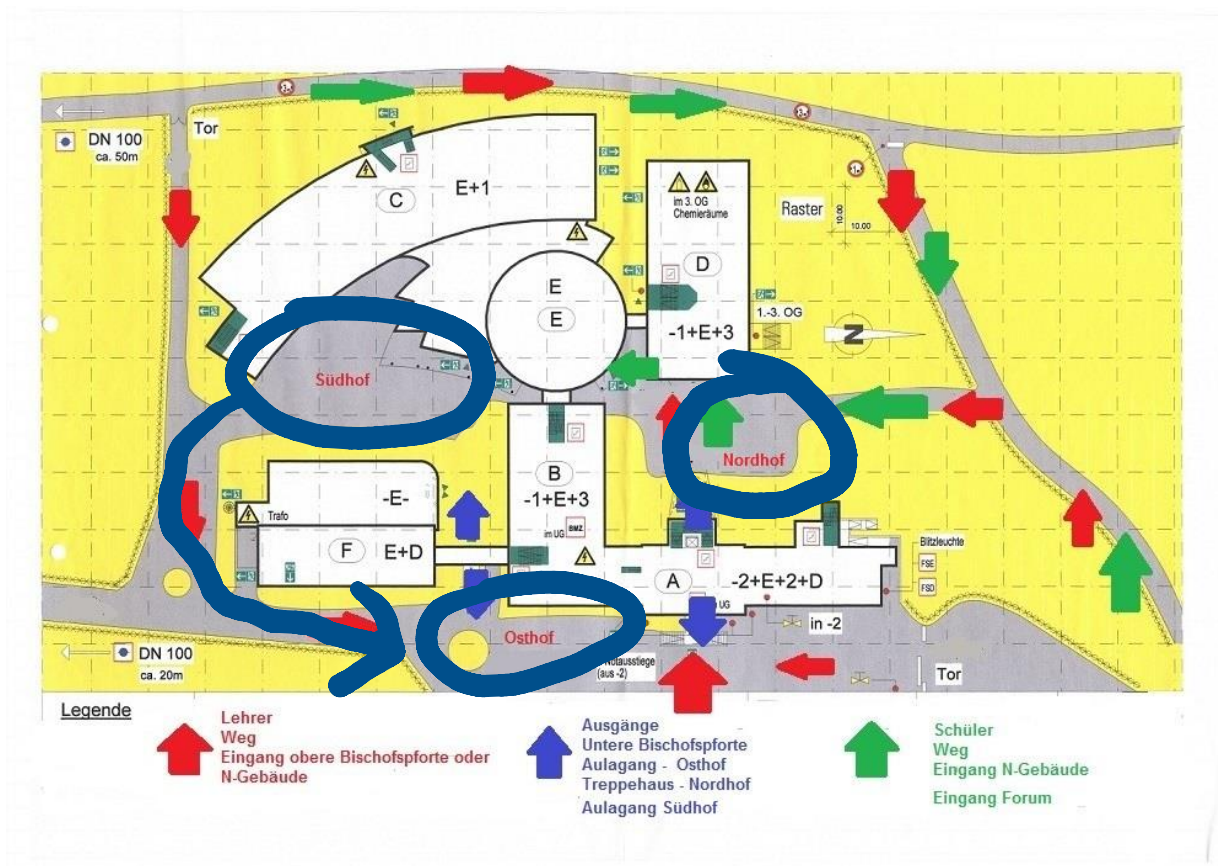 Tor
DN 100
ca. 50m
C
E+1
im 3. OG
Chemieräume
Raster
10.00
10.00
D
E
E
1.-3. OG
-1+E+3
N
Südhof
Nordhof
B
-1+E+3
-E-
Trafo
im UG
BMZ
F
E+D
A
-2+E+2+D
Blitzleuchte
FSE
FSD
UG
in -2
Osthof
DN 100
ca. 20m
Notausstiege
(aus -2)
Tor
Legende
Lehrer
Weg
Eingang obere Bischofspforte oder
N-Gebäude
Ausgänge
Untere Bischofspforte
Aulagang - Osthof
Treppehaus - Nordhof
Aulagang Südhof
Schüler
Weg
Eingang N-Gebäude
Eingang Forum